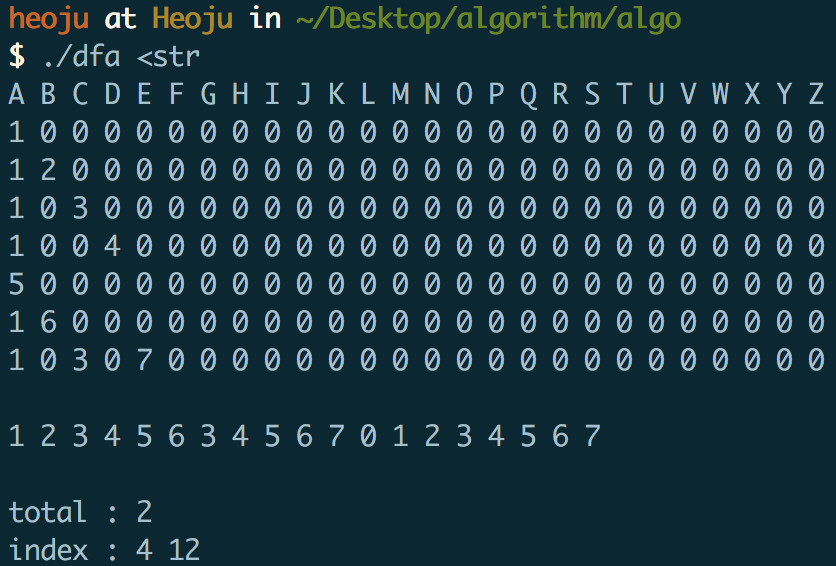 heoju at Heoju in ~/Desktop/algorithm/algo
$ ./dfa <str
A B C D E F G H I J K L M N O P Q R S T U V W X Y Z
1 0 0 0 0 0 0 0 0 0 0 0 0 0 0 0 0 0 0 0 0 0 0 0 0 0
1 2 0 0 0 0 0 0 0 0 0 0 0 0 0 0 0 0 0 0 0 0 0 0 0 0
1 0 3 0 0 0 0 0 0 0 0 0 0 0 0 0 0 0 0 0 0 0 0 0 0 0
1 0 0 4 0 0 0 0 0 0 0 0 0 0 0 0 0 0 0 0 0 0 0 0 0 0
5 0 0 0 0 0 0 0 0 0 0 0 0 0 0 0 0 0 0 0 0 0 0 0 0 0
1 6 0 0 0 0 0 0 0 0 0 0 0 0 0 0 0 0 0 0 0 0 0 0 0 0
1 0 3 0 7 0 0 0 0 0 0 0 0 0 0 0 0 0 0 0 0 0 0 0 0 0
1 2 3 4 5 6 3 4 5 6 7 0 1 2 3 4 5 6 7
total : 2
index : 4 12